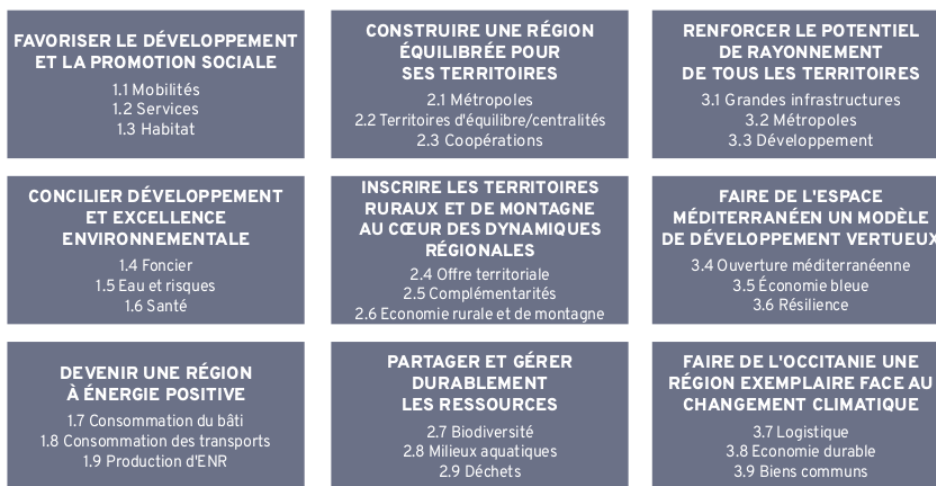 FAVORISER LE DÉVELOPPEMENT
ET LA PROMOTION SOCIALE
1.1 Mobilités
1.2 Services
1.3 Habitat
CONSTRUIRE UNE RÉGION
ÉQUILIBRÉE POUR
SES TERRITOIRES
2.1 Métropoles
2.2 Territoires d'équilibre/centralités
2.3 Coopérations
RENFORCER LE POTENTIEL
DE RAYONNEMENT
DE TOUS LES TERRITOIRES
3.1 Grandes infrastructures
3.2 Métropoles
3.3 Développement
CONCILIER DÉVELOPPEMENT
ET EXCELLENCE
ENVIRONNEMENTALE
1.4 Foncier
1.5 Eau et risques
1.6 Santé
INSCRIRE LES TERRITOIRES
RURAUX ET DE MONTAGNE
AU CŒUR DES DYNAMIQUES
RÉGIONALES
2.4 Offre territoriale
2.5 Complémentarités
2.6 Economie rurale et de montagne
FAIRE DE L'ESPACE
MÉDITERRANÉEN UN MODÈLE
DE DÉVELOPPEMENT VERTUEUX
3.4 Ouverture méditerranéenne
3.5 Économie bleue
3.6 Résilience
DEVENIR UNE RÉGION
À ÉNERGIE POSITIVE
1.7 Consommation du bâti
1.8 Consommation des transports
1.9 Production d'ENR
PARTAGER ET GÉRER
DURABLEMENT
LES RESSOURCES
2.7 Biodiversité
2.8 Milieux aquatiques
2.9 Déchets
FAIRE DE L'OCCITANIE UNE
RÉGION EXEMPLAIRE FACE AU
CHANGEMENT CLIMATIQUE
3.7 Logistique
3.8 Economie durable
3.9 Biens communs